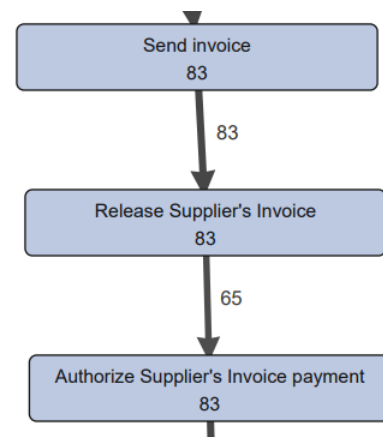 Send invoice
83
83
Release Supplier's Invoice
83
65
Authorize Supplier's Invoice payment
83